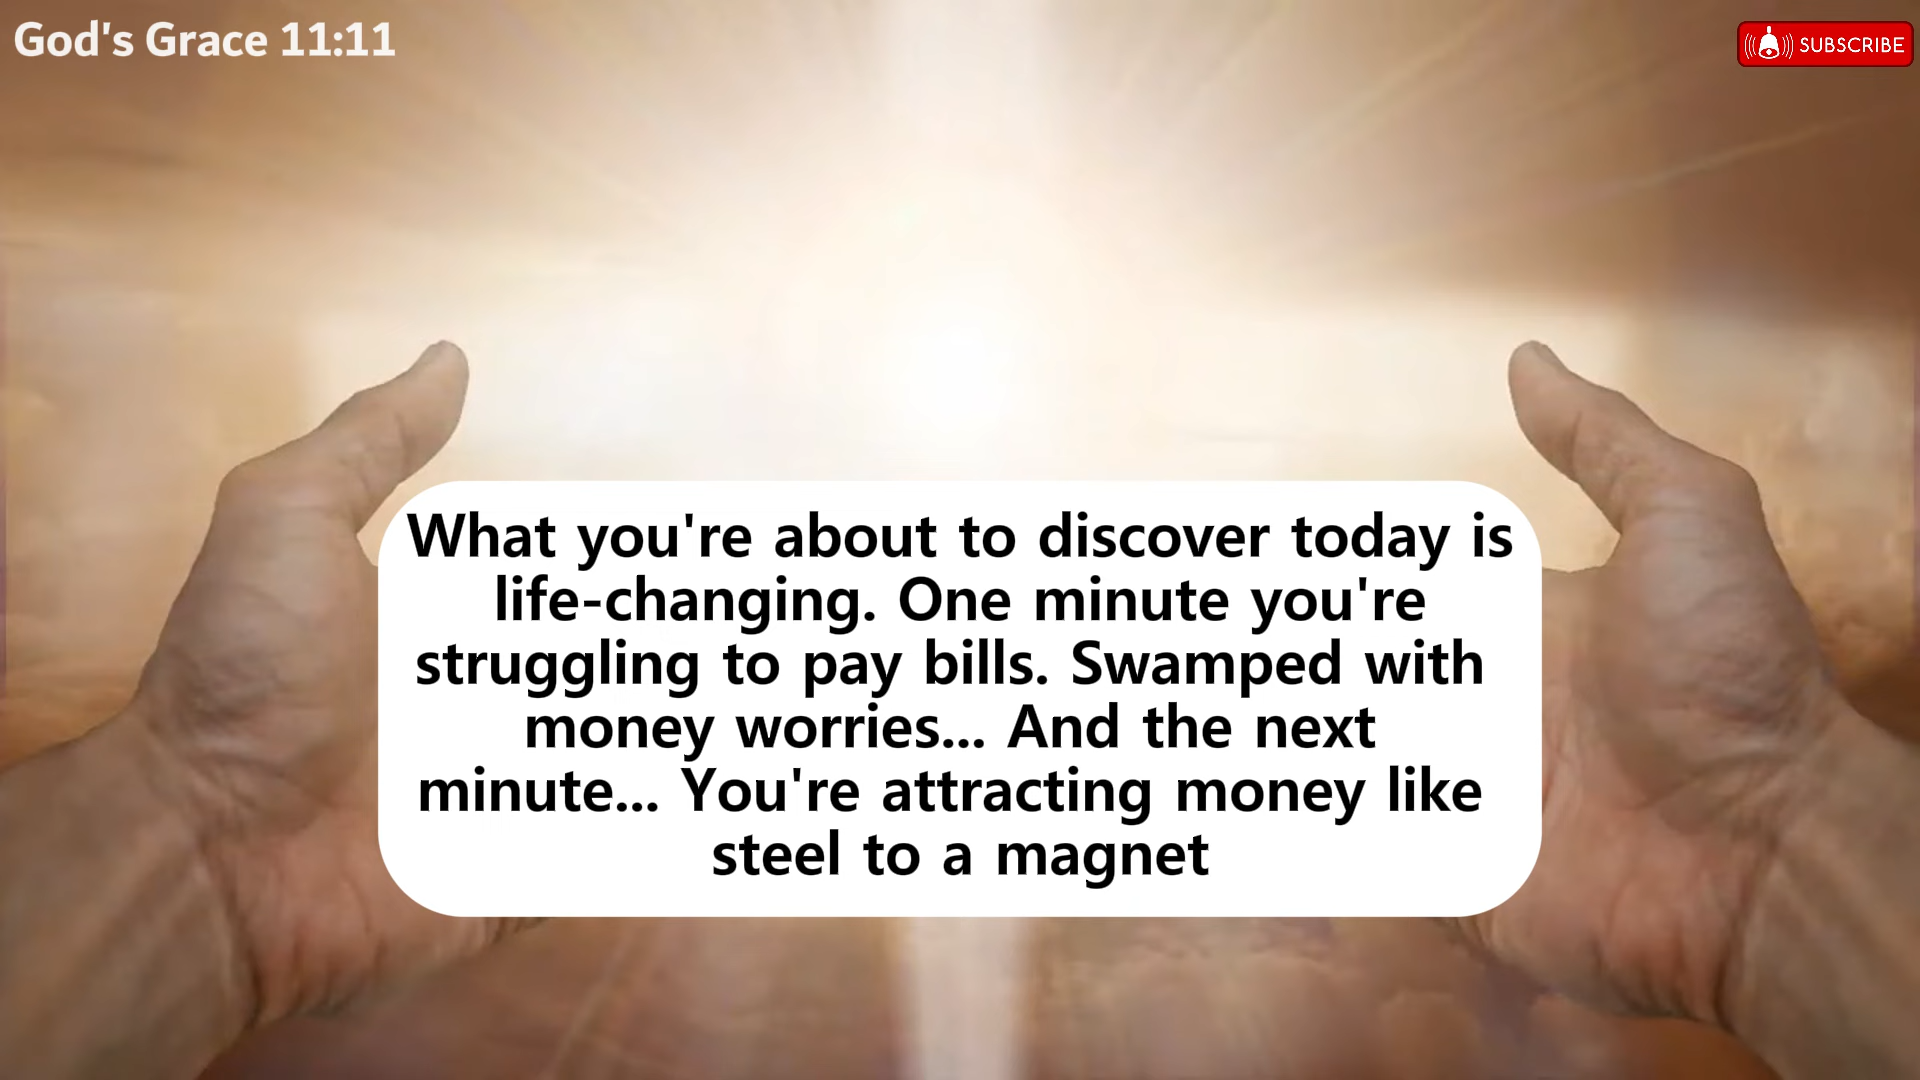 God's Grace 11:11
SUBSCRIBE
What you're about to discover today is
life-changing. One minute you're
struggling to pay bills. Swamped with
money worries... And the next
minute... You're attracting money like
steel to a magnet